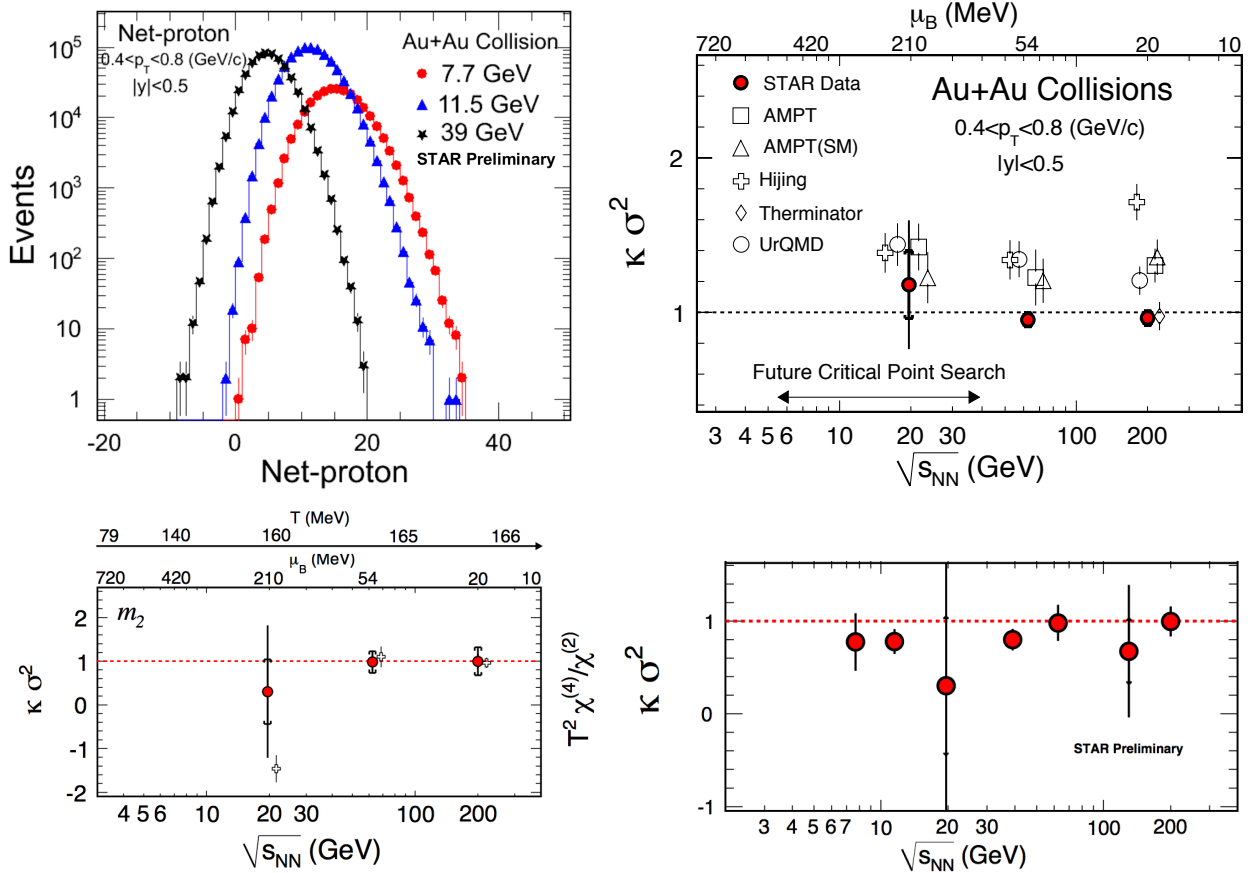 Net-proton
0.4<p_T<0.8 (GeV/c)
|y|<0.5
Au+Au Collision
7.7 GeV
11.5 GeV
39 GeV
STAR Preliminary
Events
10^5
10^4
10^3
10^2
10
1
-20 0 20 40
Net-proton
μ_B (MeV)
720 420 210 54 20 10
STAR Data
AMPT
AMPT(SM)
Hijing
Therminator
UrQMD
Au+Au Collisions
0.4<p_T<0.8 (GeV/c)
|y|<0.5
κ σ^2
2
1
Future Critical Point Search
3 4 5 6 10 20 30 100 200
√s_NN (GeV)
T (MeV)
79 140 160 165 166
μ_B (MeV)
720 420 210 54 20 10
m_2
κ σ^2
2
1
0
-1
-2
T^2 χ^(4)/χ^(2)
4 5 6 10 20 30 100 200
√s_NN (GeV)
κ σ^2
1
0
-1
STAR Preliminary
3 4 5 6 7 10 20 30 100 200
√s_NN (GeV)